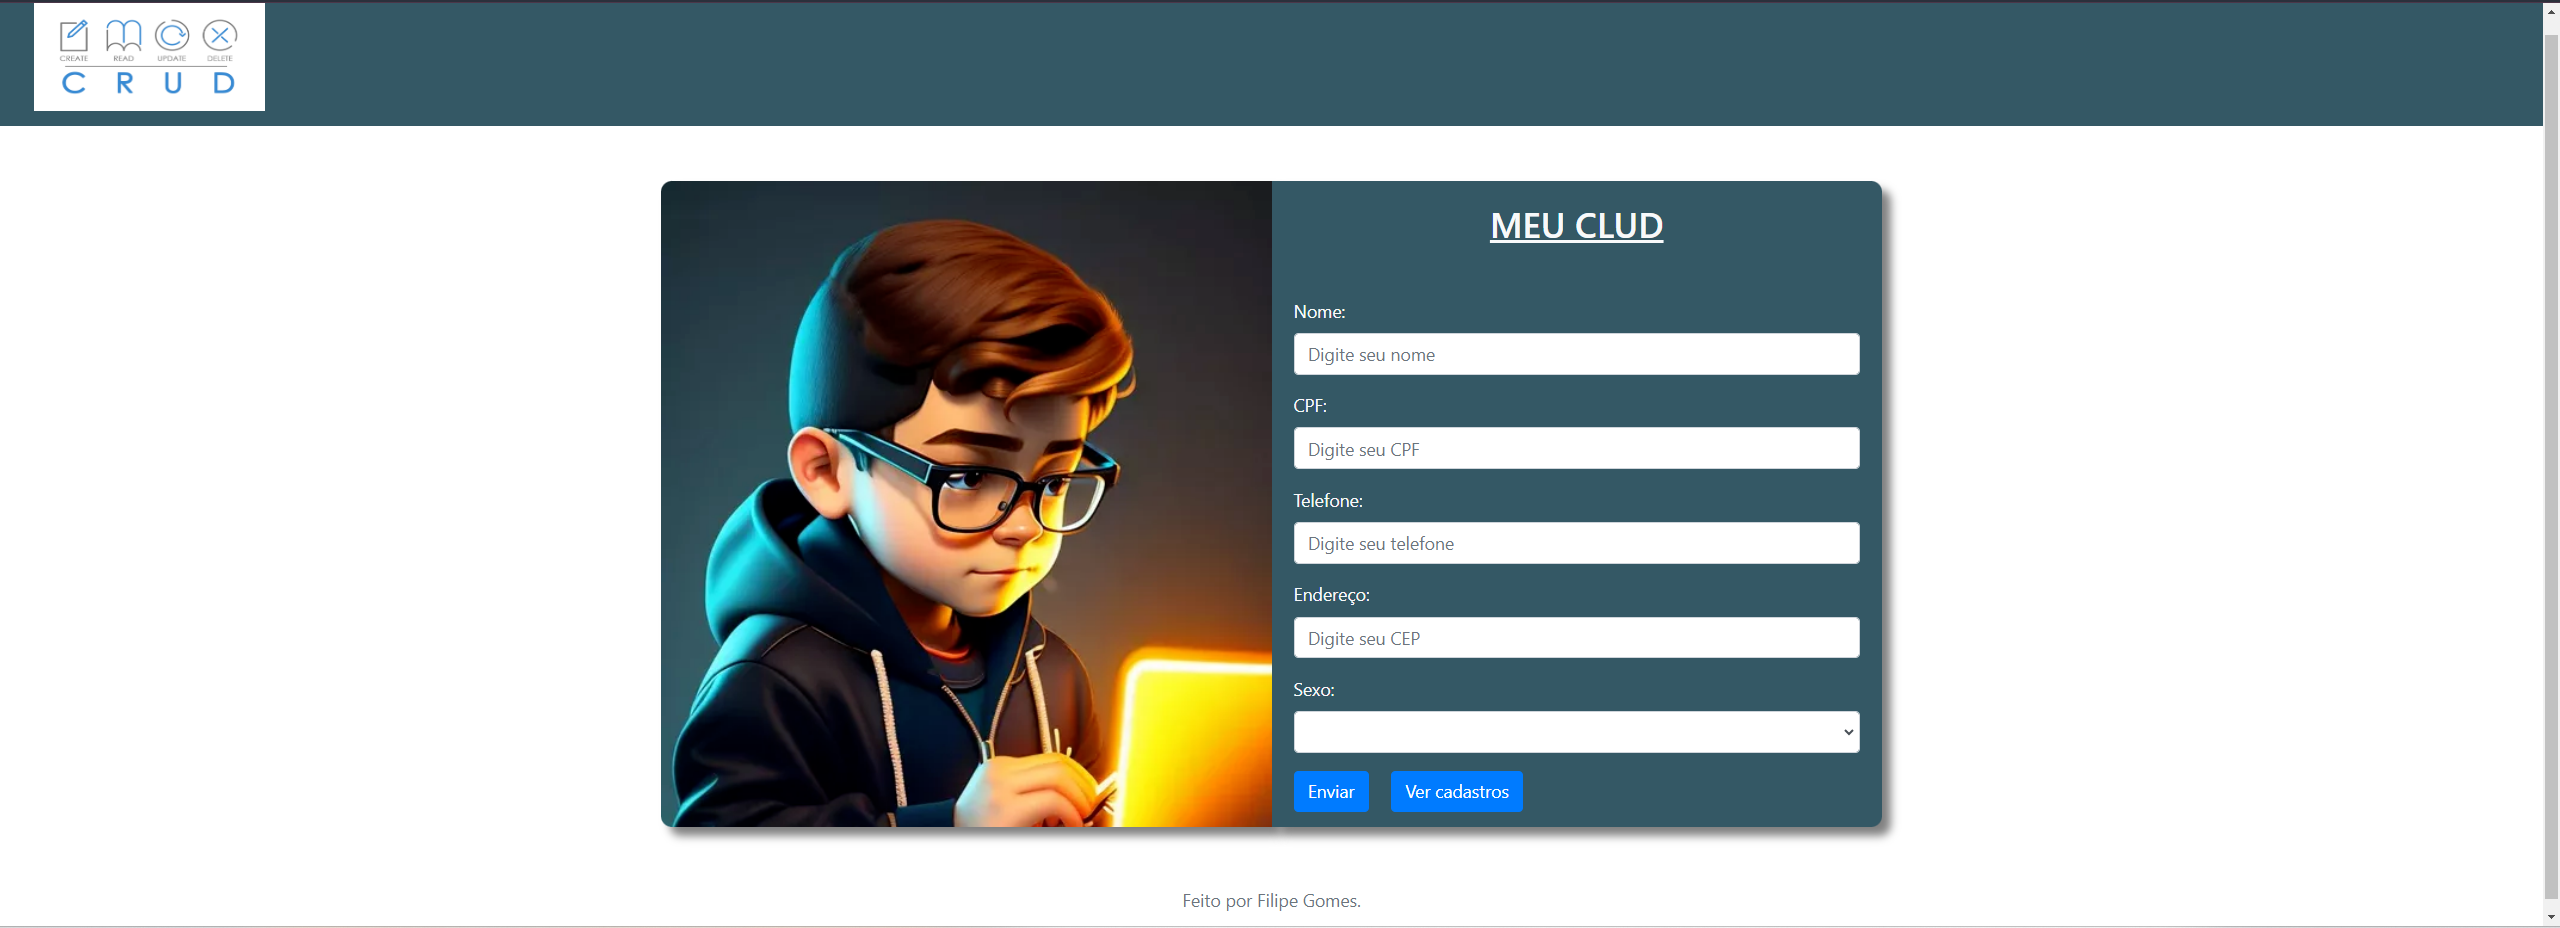 CREATE READ UPDATE DELETE
C R U D
MEU CLUD
Nome:
Digite seu nome
CPF:
Digite seu CPF
Telefone:
Digite seu telefone
Endereço:
Digite seu CEP
Sexo:
Enviar Ver cadastros
Feito por Filipe Gomes.